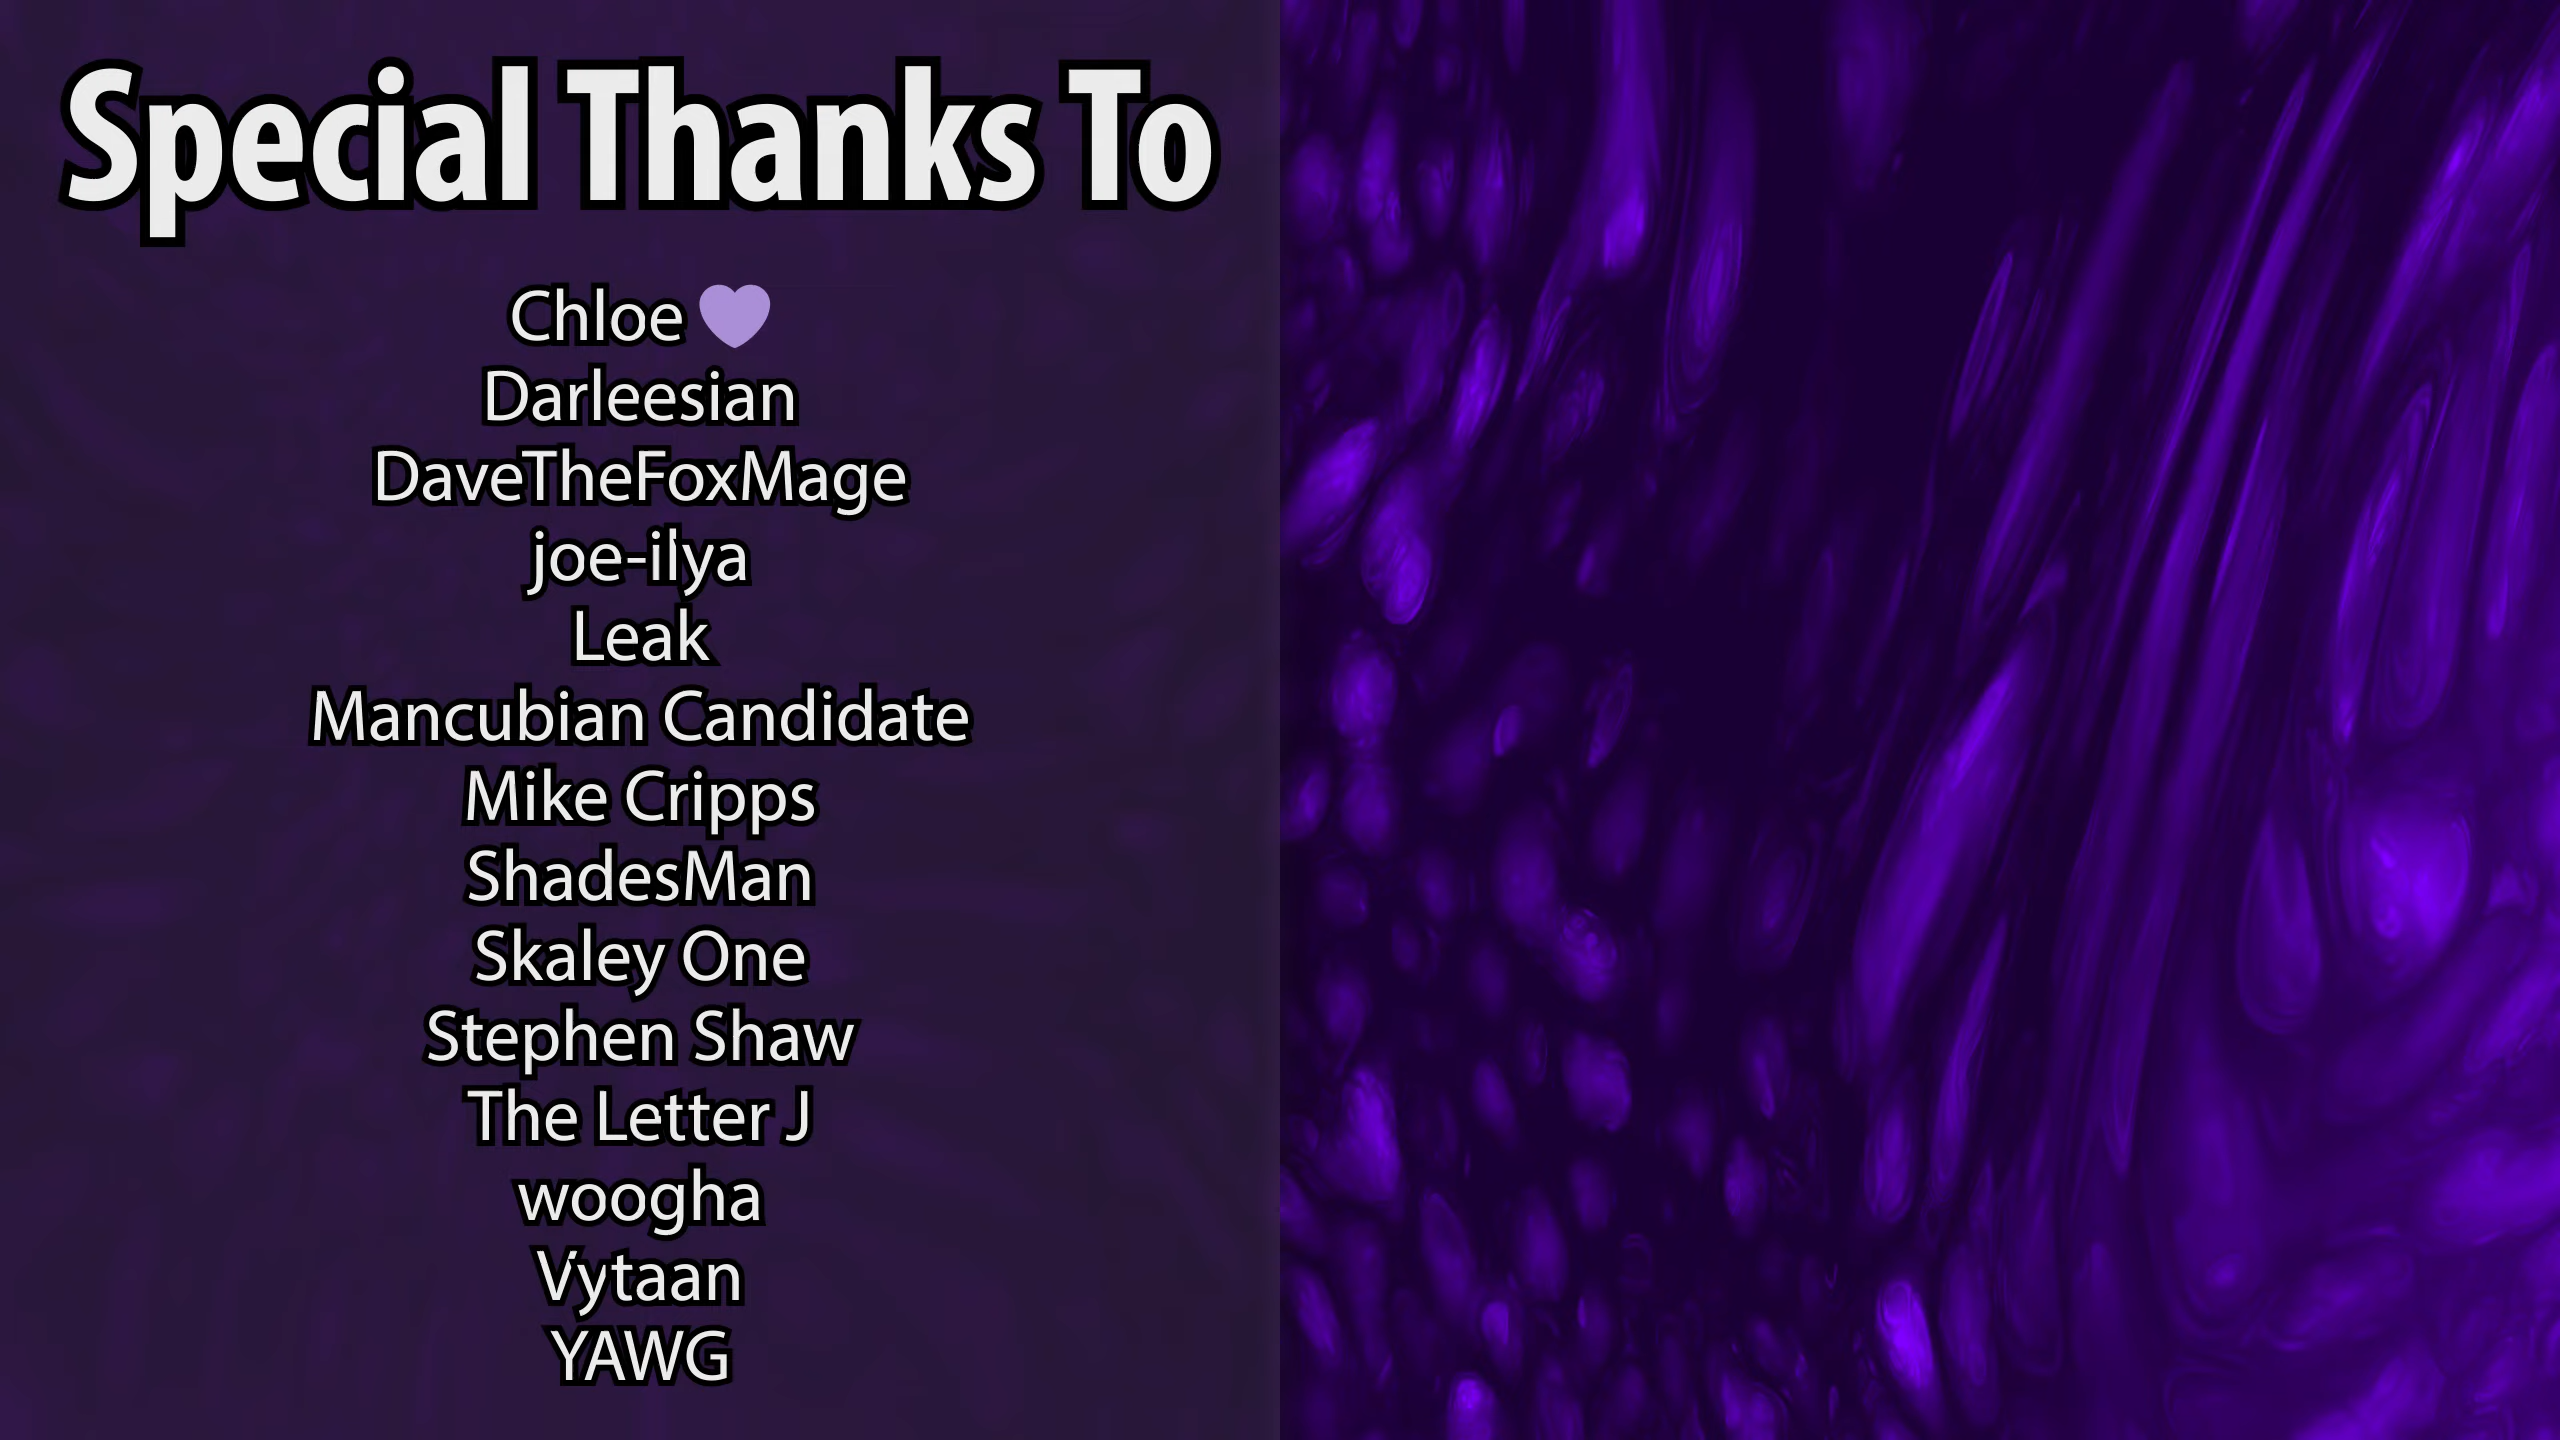 Special Thanks To
Chloe 💜
Darleesian
DaveTheFoxMage
joe-ilya
Leak
Mancubian Candidate
Mike Cripps
ShadesMan
Skaley One
Stephen Shaw
The Letter J
woogha
Vytaan
YAWG